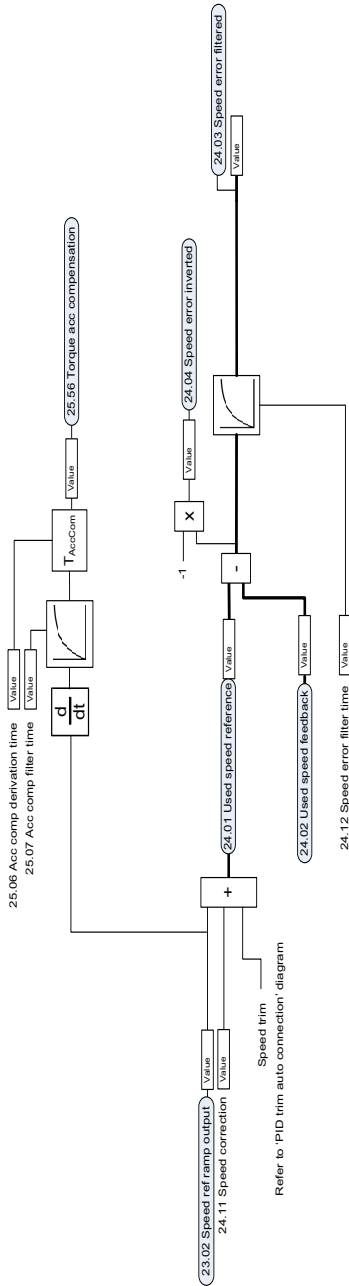 25.06 Acc comp derivation time
Value
25.07 Acc comp filter time
Value
d
dt
TAccCom
Value
25.56 Torque acc compensation
-1
x
Value
24.04 Speed error inverted
23.02 Speed ref ramp output
Value
24.11 Speed correction
Value
Speed trim
Refer to 'PID trim auto connection' diagram
+
24.01 Used speed reference
Value
-
24.02 Used speed feedback
Value
24.12 Speed error filter time
Value
Value
24.03 Speed error filtered